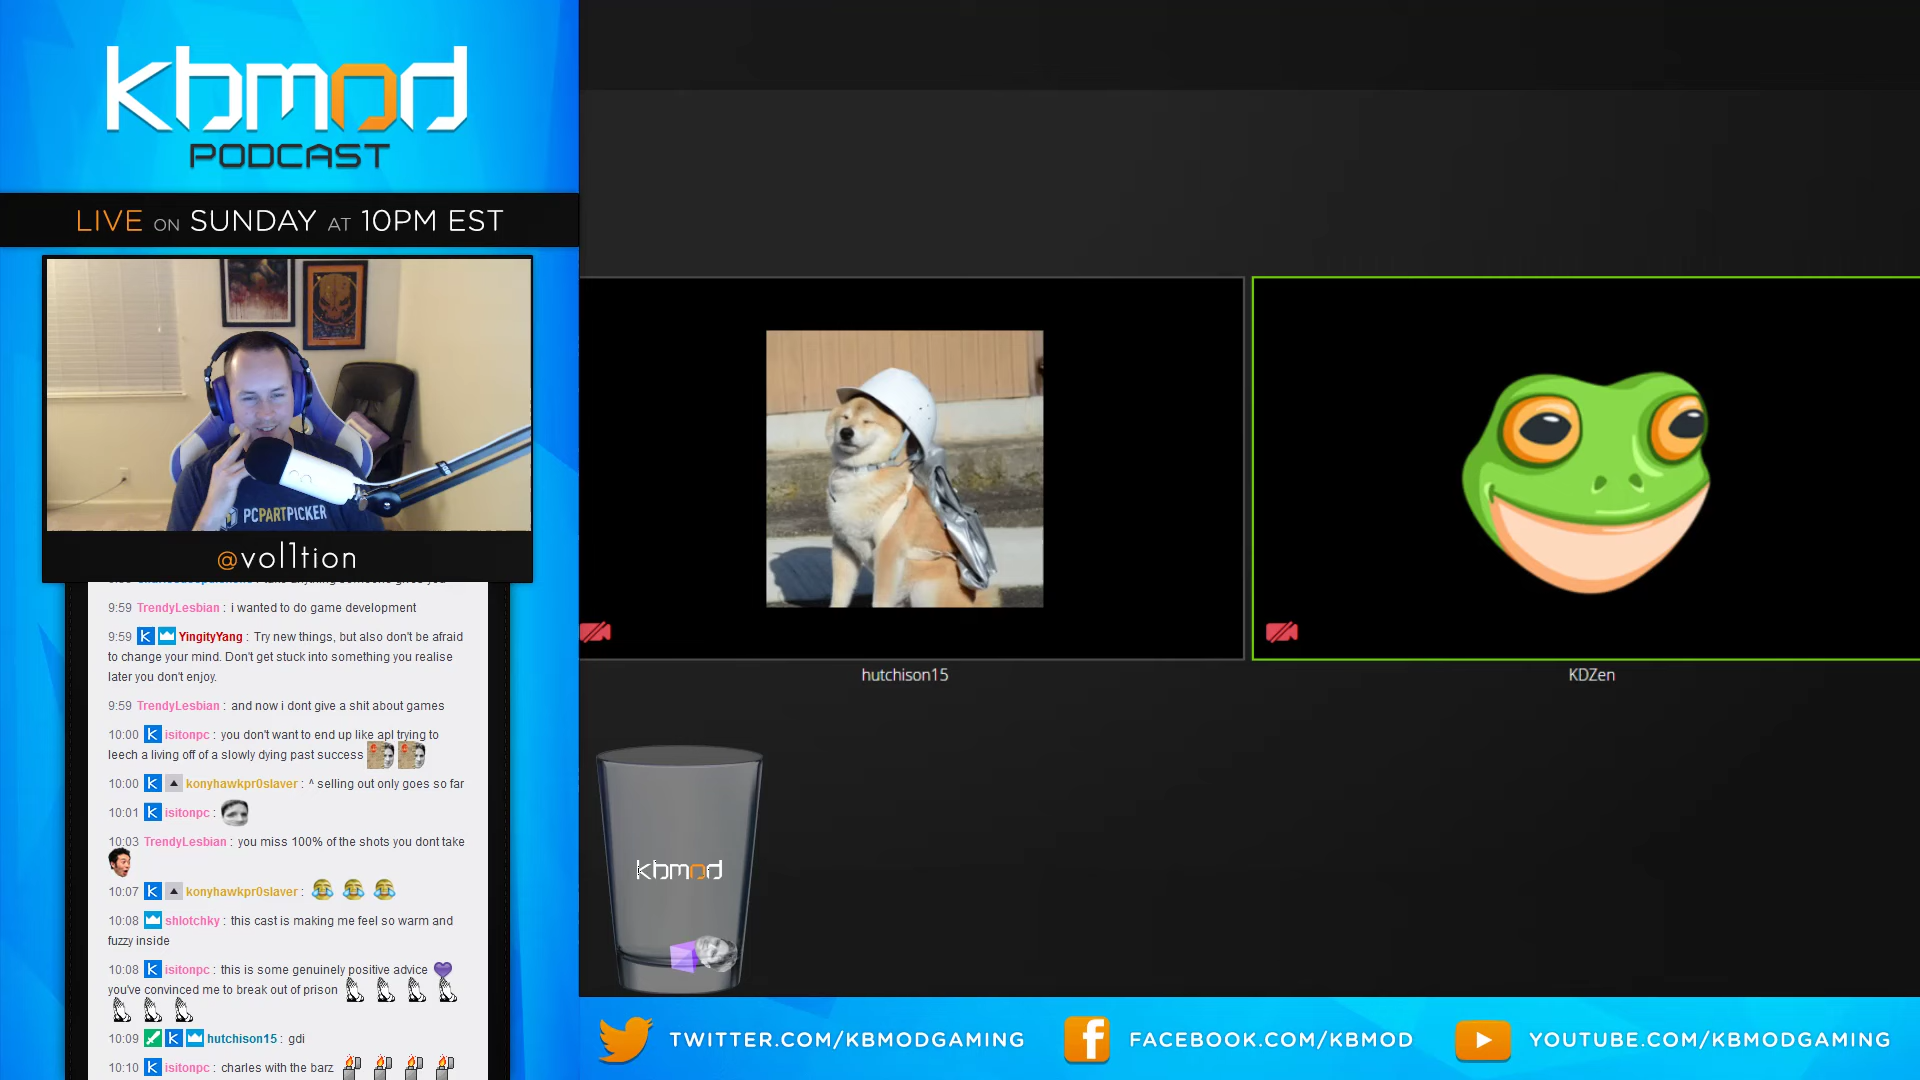 kbmod
PODCAST
LIVE ON SUNDAY AT 10PM EST
PCPARTPICKER
@vol1tion
9:59 TrendyLesbian : i wanted to do game development
9:59 YingityYang : Try new things, but also don't be afraid
to change your mind. Don't get stuck into something you realise
later you don't enjoy.
9:59 TrendyLesbian : and now i dont give a shit about games
10:00 isitonpc : you don't want to end up like apl trying to
leech a living off of a slowly dying past success
10:00 konyhawkpr0slaver : ^ selling out only goes so far
10:01 isitonpc :
10:03 TrendyLesbian : you miss 100% of the shots you dont take
10:07 konyhawkpr0slaver :
10:08 shlotchky : this cast is making me feel so warm and
fuzzy inside
10:08 isitonpc : this is some genuinely positive advice
you've convinced me to break out of prison
10:09 hutchison15 : gdi
10:10 isitonpc : charles with the barz
hutchison15
KDZen
kbmod
TWITTER.COM/KBMODGAMING
FACEBOOK.COM/KBMOD
YOUTUBE.COM/KBMODGAMING